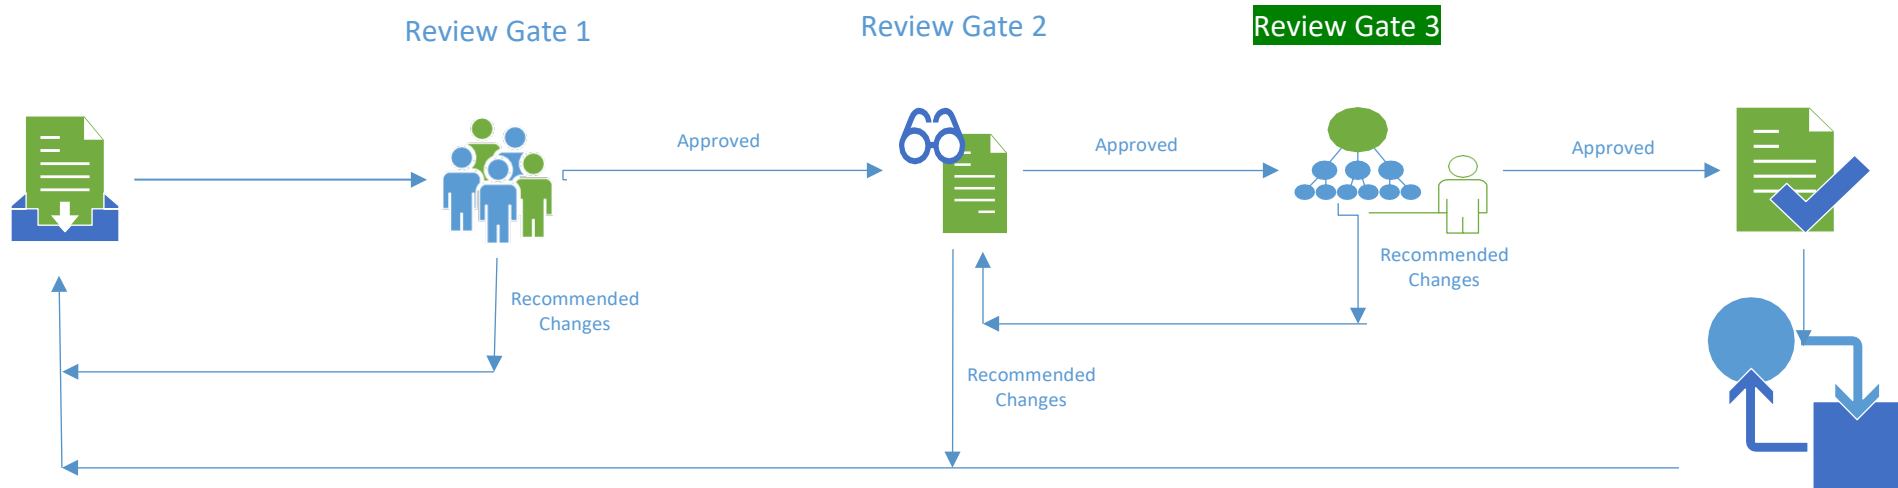 Review Gate 1
Review Gate 2
Review Gate 3
Approved
Approved
Approved
Recommended
Changes
Recommended
Changes
Recommended
Changes